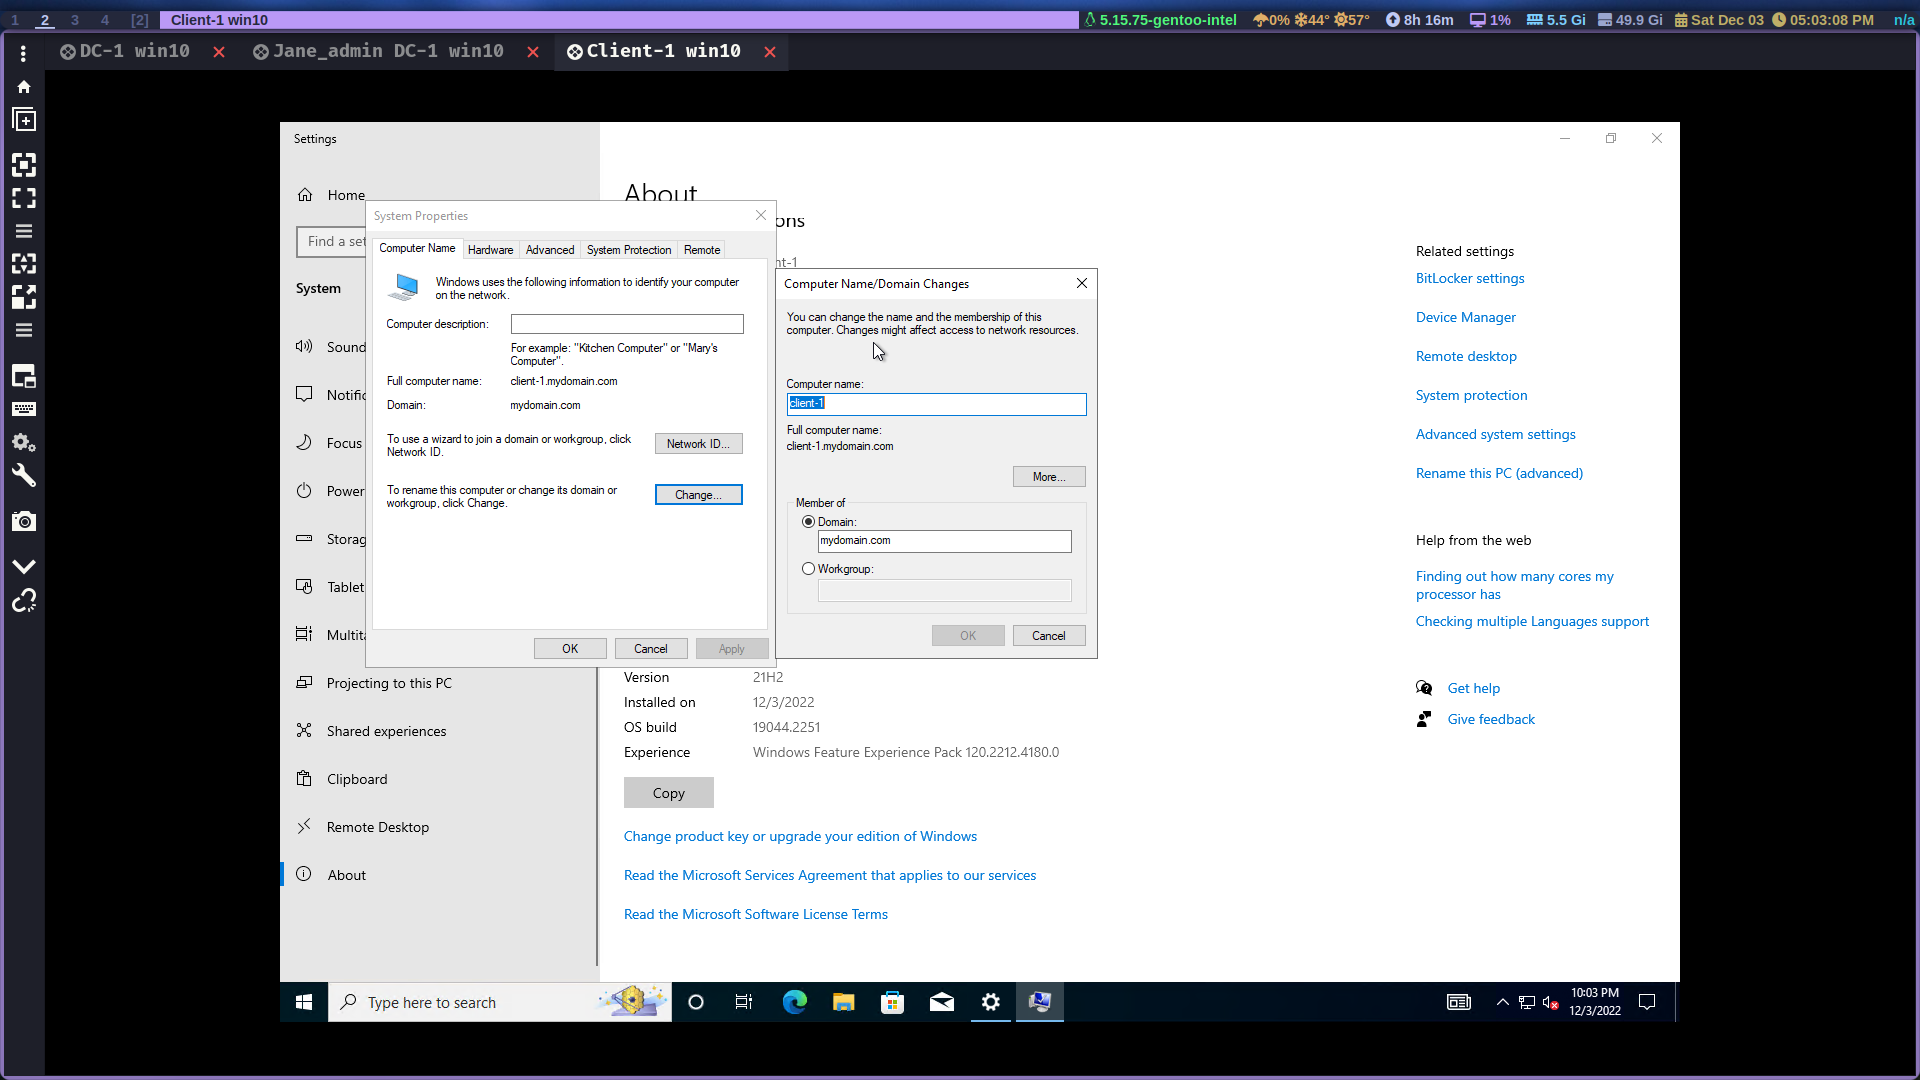 1 2 3 4 [2] Client-1 win10 5.15.75-gentoo-intel 0% 44° 57° 8h 16m 1% 5.5 Gi 49.9 Gi Sat Dec 03 05:03:08 PM n/a
DC-1 win10
Jane_admin DC-1 win10
Client-1 win10
Settings
Home
Find a set
System
Sound
Notific
Focus
Power
Storag
Tablet
Multita
Projecting to this PC
Shared experiences
Clipboard
Remote Desktop
About
About
ons
nt-1
System Properties
Computer Name Hardware Advanced System Protection Remote
Windows uses the following information to identify your computer
on the network.
Computer description:
For example: "Kitchen Computer" or "Mary's
Computer".
Full computer name: client-1.mydomain.com
Domain: mydomain.com
To use a wizard to join a domain or workgroup, click
Network ID.
Network ID...
To rename this computer or change its domain or
workgroup, click Change.
Change...
OK Cancel Apply
Computer Name/Domain Changes
You can change the name and the membership of this
computer. Changes might affect access to network resources.
Computer name:
client-1
Full computer name:
client-1.mydomain.com
More...
Member of
Domain:
mydomain.com
Workgroup:
OK Cancel
Version 21H2
Installed on 12/3/2022
OS build 19044.2251
Experience Windows Feature Experience Pack 120.2212.4180.0
Copy
Change product key or upgrade your edition of Windows
Read the Microsoft Services Agreement that applies to our services
Read the Microsoft Software License Terms
Related settings
BitLocker settings
Device Manager
Remote desktop
System protection
Advanced system settings
Rename this PC (advanced)
Help from the web
Finding out how many cores my
processor has
Checking multiple Languages support
Get help
Give feedback
Type here to search
10:03 PM
12/3/2022